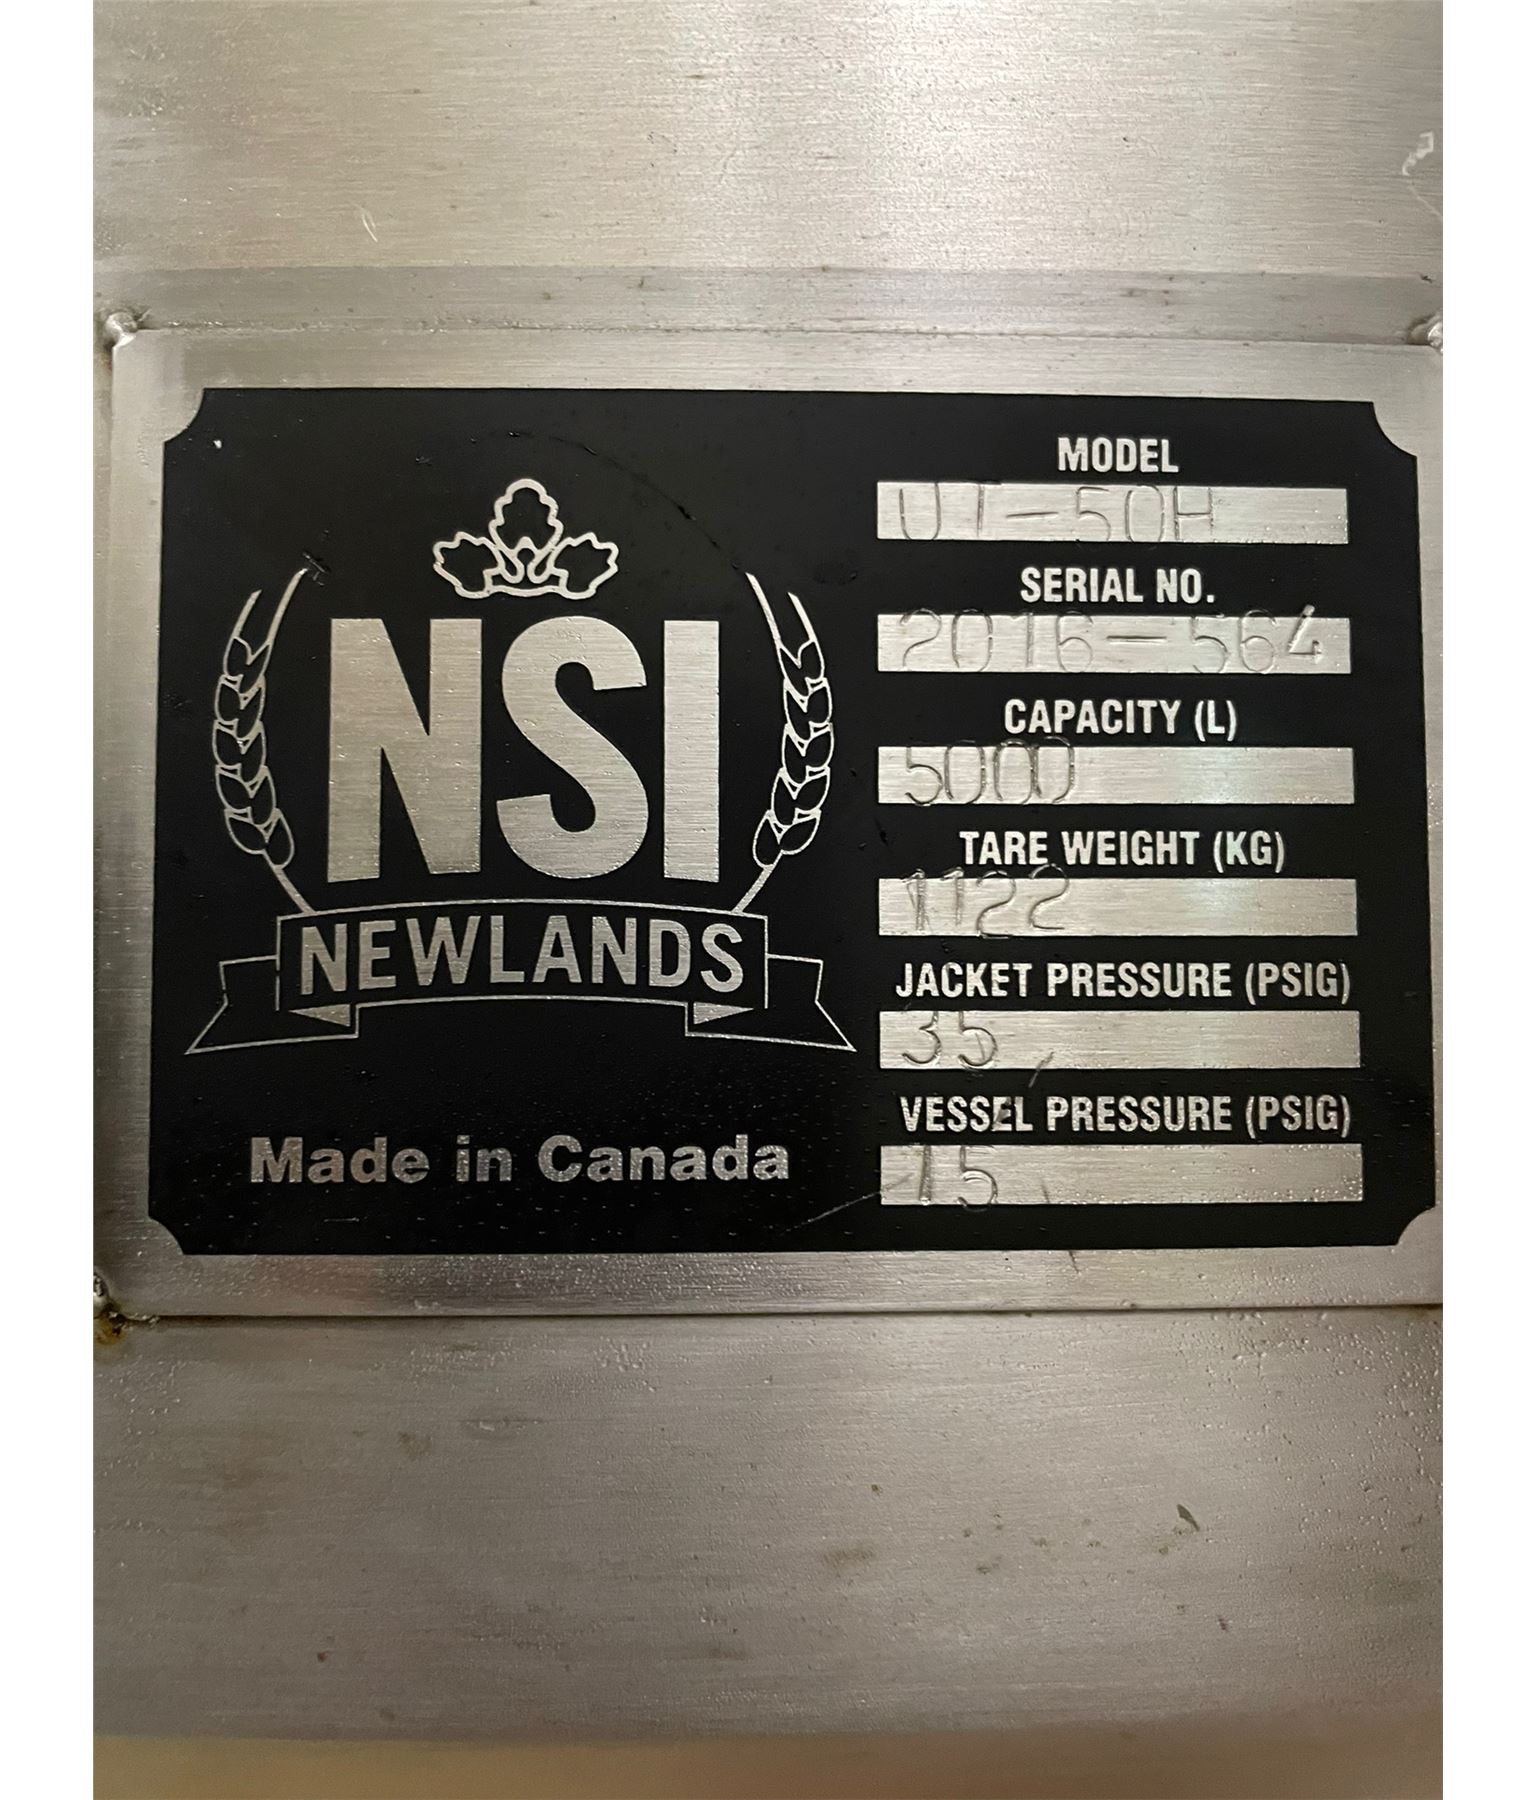 NSI
NEWLANDS
Made in Canada
MODEL
UT-50H
SERIAL NO.
2016-564
CAPACITY (L)
5000
TARE WEIGHT (KG)
1122
JACKET PRESSURE (PSIG)
35
VESSEL PRESSURE (PSIG)
15